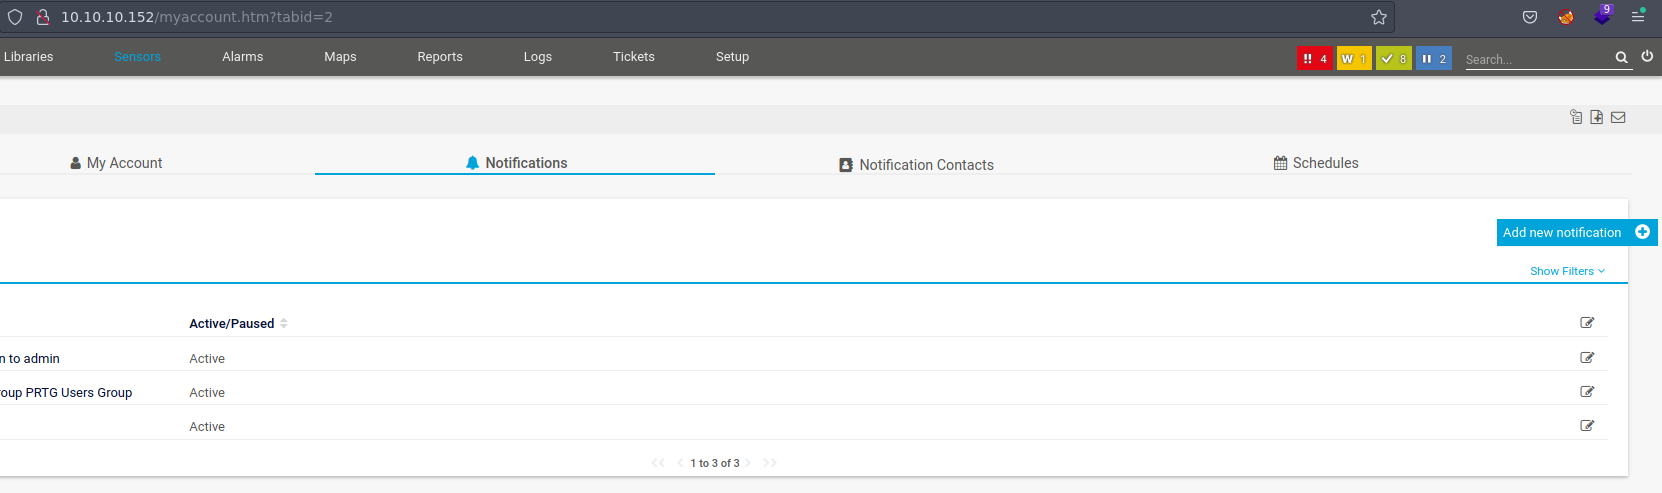 10.10.10.152/myaccount.htm?tabid=2
9
Libraries Sensors Alarms Maps Reports Logs Tickets Setup !! 4 W 1 8 2 Search...
My Account Notifications Notification Contacts Schedules
Add new notification
Show Filters
Active/Paused
n to admin Active
roup PRTG Users Group Active
Active
<< < 1 to 3 of 3 > >>